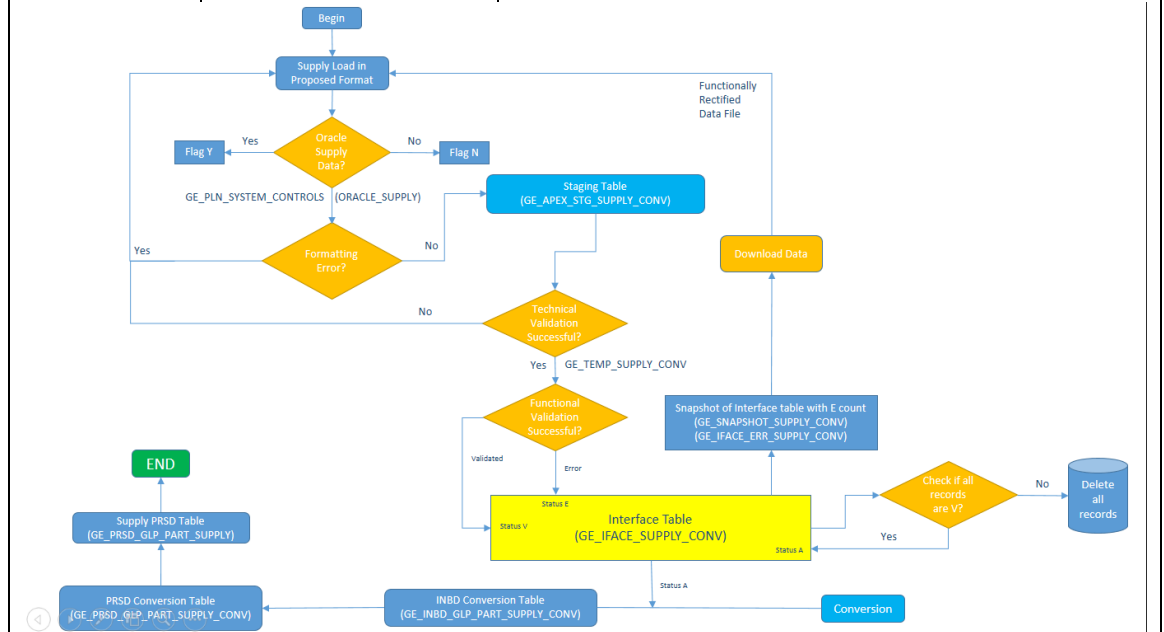 Begin
Supply Load in
Proposed Format
Functionally
Rectified
Data File
Oracle
Supply
Data?
Yes
No
Flag Y
Flag N
GE_PLN_SYSTEM_CONTROLS (ORACLE_SUPPLY)
Staging Table
(GE_APEX_STG_SUPPLY_CONV)
Yes
Formatting
Error?
No
Download Data
No
Technical
Validation
Successful?
Yes
GE_TEMP_SUPPLY_CONV
Functional
Validation
Successful?
Snapshot of Interface table with E count
(GE_SNAPSHOT_SUPPLY_CONV)
(GE_IFACE_ERR_SUPPLY_CONV)
Validated
Error
END
Check if all
records
are V?
No
Delete
all
records
Status E
Status V
Interface Table
(GE_IFACE_SUPPLY_CONV)
Status A
Yes
Supply PRSD Table
(GE_PRSD_GLP_PART_SUPPLY)
Status A
PRSD Conversion Table
(GE_PRSD_GLP_PART_SUPPLY_CONV)
INBD Conversion Table
(GE_INBD_GLP_PART_SUPPLY_CONV)
Conversion